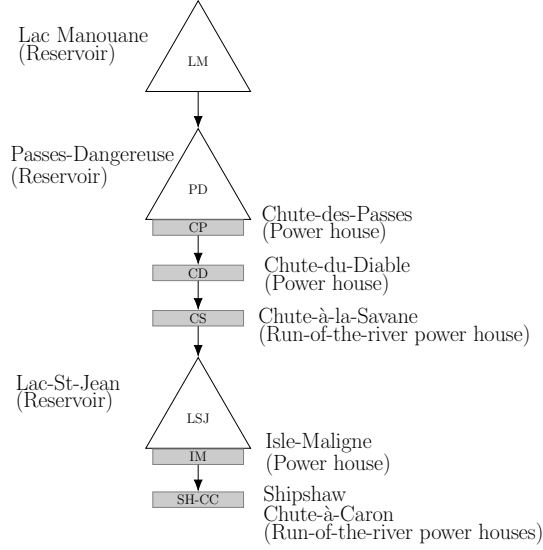 Lac Manouane
(Reservoir)
LM
Passes-Dangereuse
(Reservoir)
PD
Chute-des-Passes
(Power house)
CP
Chute-du-Diable
(Power house)
CD
Chute-à-la-Savane
(Run-of-the-river power house)
CS
Lac-St-Jean
(Reservoir)
LSJ
Isle-Maligne
(Power house)
IM
Shipshaw
Chute-à-Caron
(Run-of-the-river power houses)
SH-CC